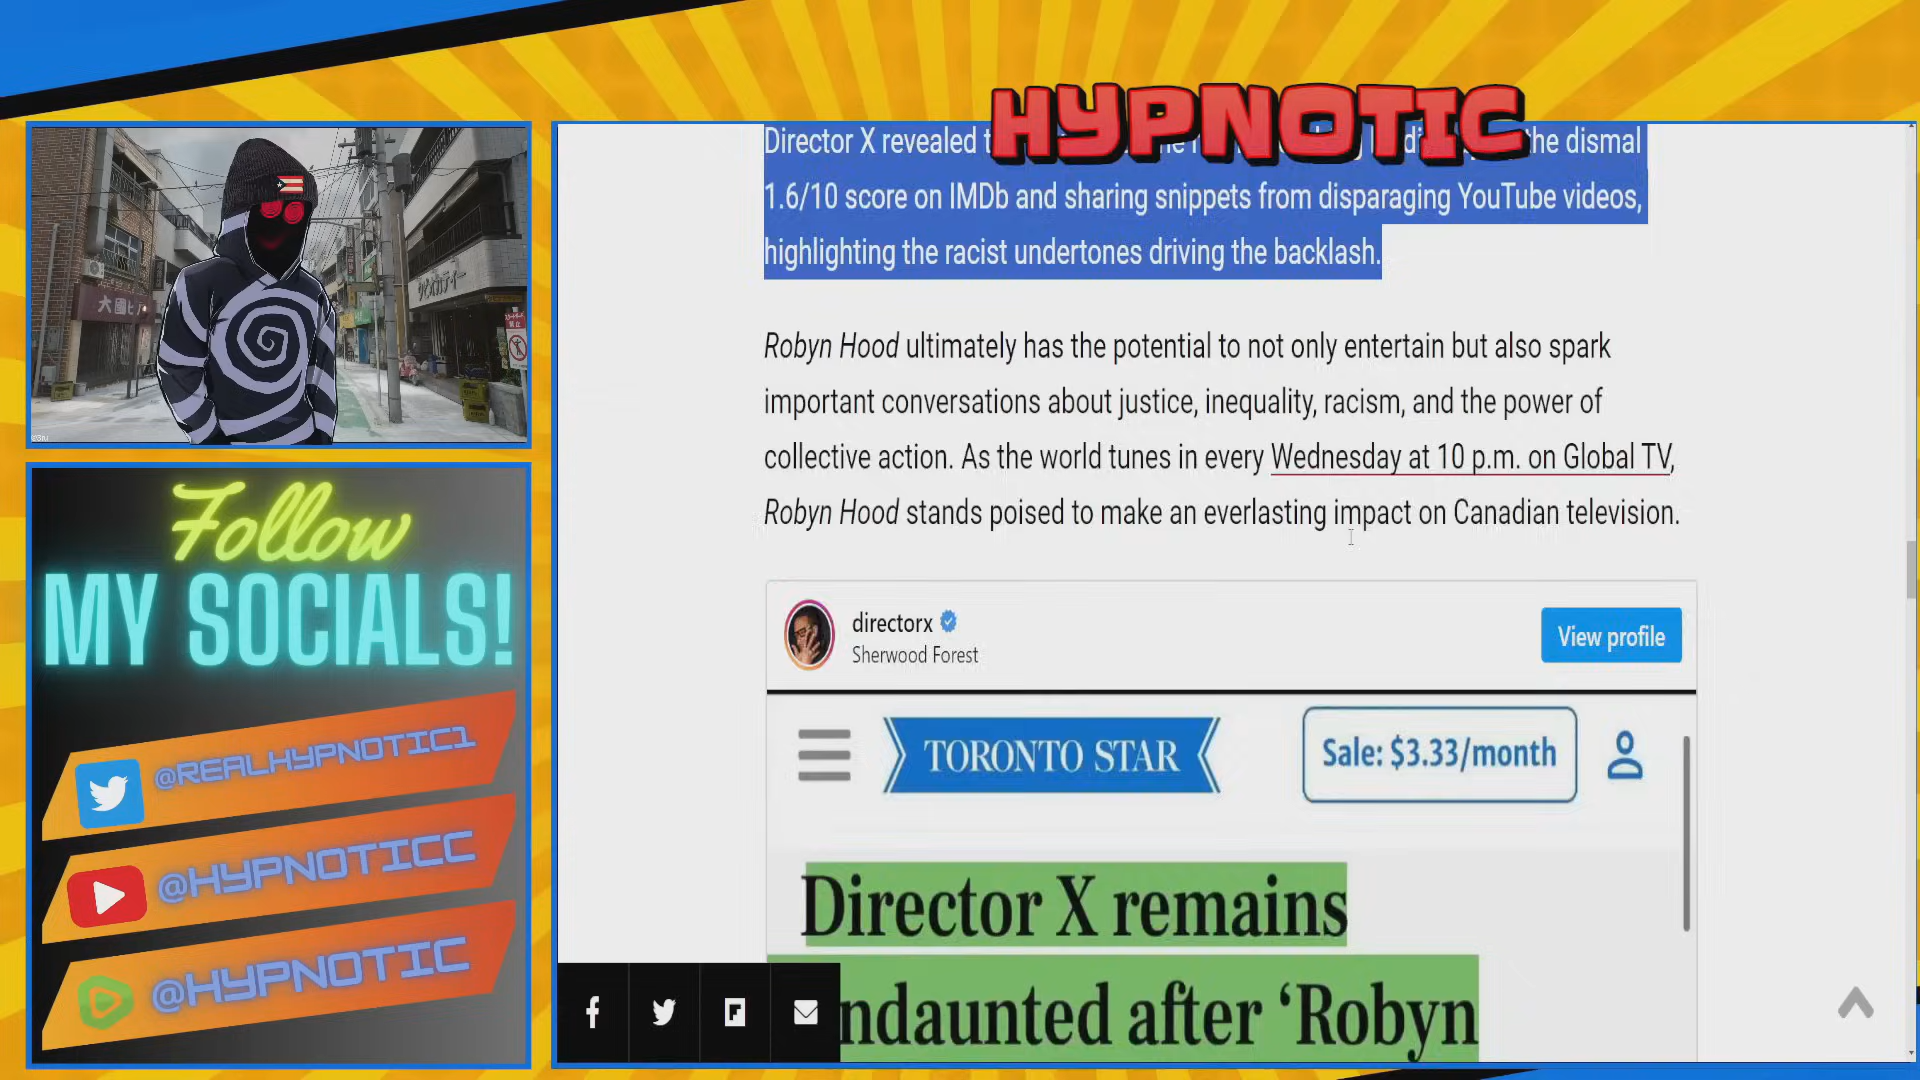 HYPNOTIC
Director X revealed the dismal
1.6/10 score on IMDb and sharing snippets from disparaging YouTube videos,
highlighting the racist undertones driving the backlash.
Robyn Hood ultimately has the potential to not only entertain but also spark
important conversations about justice, inequality, racism, and the power of
collective action. As the world tunes in every Wednesday at 10 p.m. on Global TV,
Robyn Hood stands poised to make an everlasting impact on Canadian television.
directorx
Sherwood Forest
View profile
TORONTO STAR
Sale: $3.33/month
Director X remains
ndaunted after ‘Robyn
Follow
MY SOCIALS!
@REALHYPNOTIC1
@HYPNOTICC
@HYPNOTIC